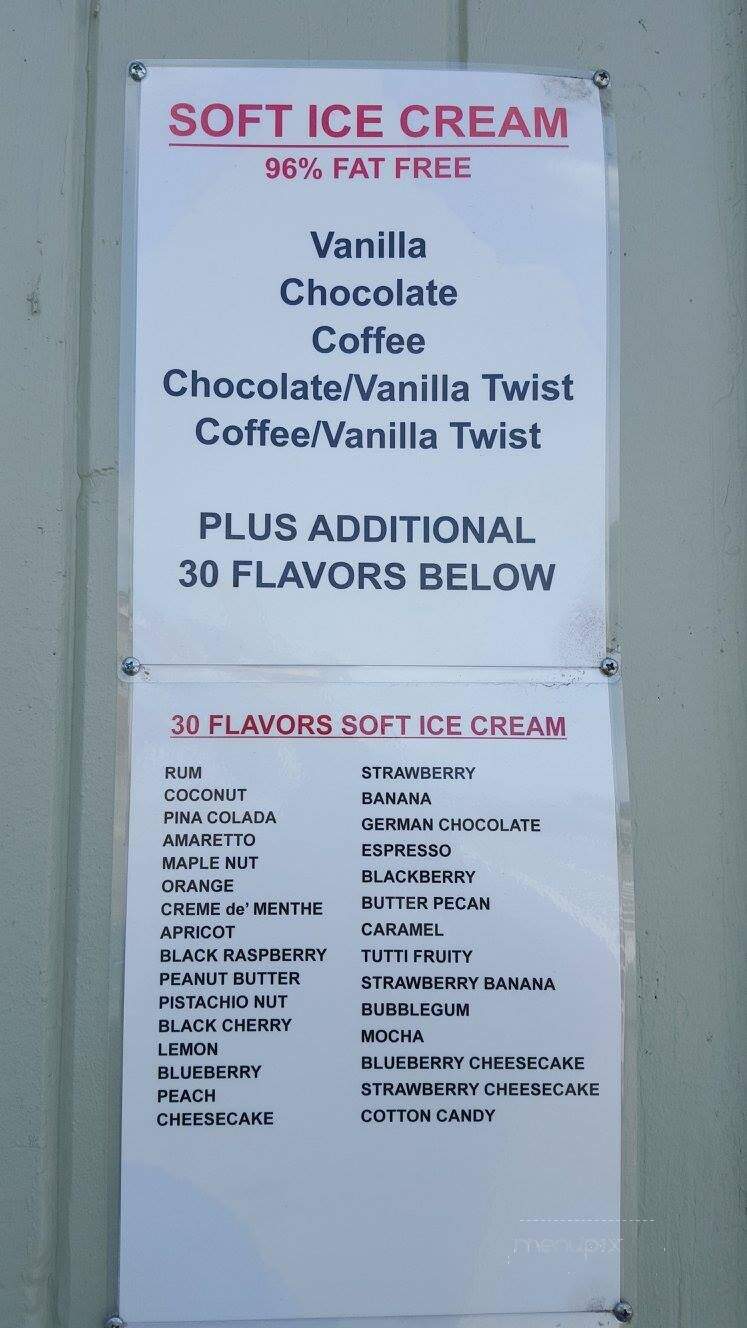 SOFT ICE CREAM
96% FAT FREE
Vanilla
Chocolate
Coffee
Chocolate/Vanilla Twist
Coffee/Vanilla Twist
PLUS ADDITIONAL
30 FLAVORS BELOW
30 FLAVORS SOFT ICE CREAM
RUM
COCONUT
PINA COLADA
AMARETTO
MAPLE NUT
ORANGE
CREME de' MENTHE
APRICOT
BLACK RASPBERRY
PEANUT BUTTER
PISTACHIO NUT
BLACK CHERRY
LEMON
BLUEBERRY
PEACH
CHEESECAKE
STRAWBERRY
BANANA
GERMAN CHOCOLATE
ESPRESSO
BLACKBERRY
BUTTER PECAN
CARAMEL
TUTTI FRUITY
STRAWBERRY BANANA
BUBBLEGUM
MOCHA
BLUEBERRY CHEESECAKE
STRAWBERRY CHEESECAKE
COTTON CANDY
menupix